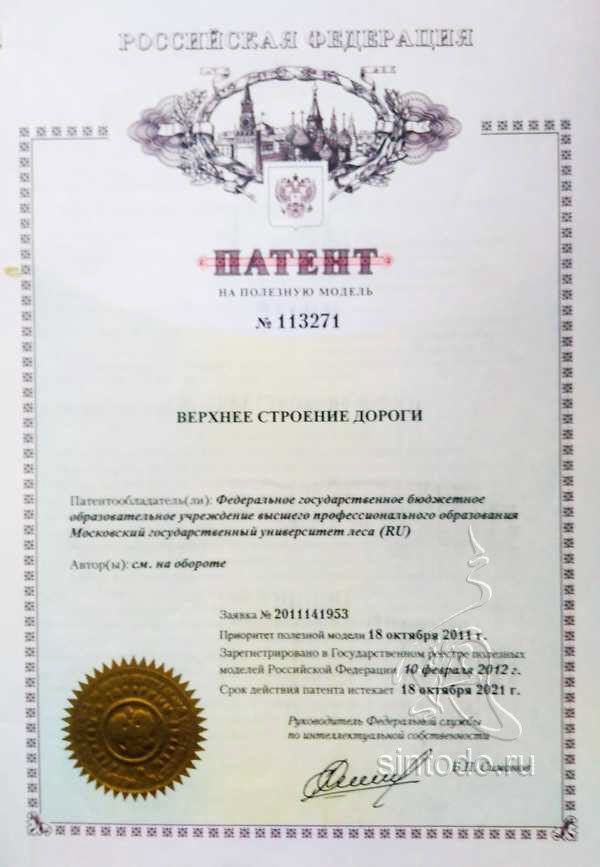 РОССИЙСКАЯ ФЕДЕРАЦИЯ
ПАТЕНТ
НА ПОЛЕЗНУЮ МОДЕЛЬ
№ 113271
ВЕРХНЕЕ СТРОЕНИЕ ДОРОГИ
Патентообладатель(ли): Федеральное государственное бюджетное
образовательное учреждение высшего профессионального образования
Московский государственный университет леса (RU)
Автор(ы): см. на обороте
Заявка № 2011141953
Приоритет полезной модели 18 октября 2011 г.
Зарегистрировано в Государственном реестре полезных
моделей Российской Федерации 10 февраля 2012 г.
Срок действия патента истекает 18 октября 2021 г.
Руководитель Федеральной службы
по интеллектуальной собственности
Б.П. Симонов
sintodo.ru